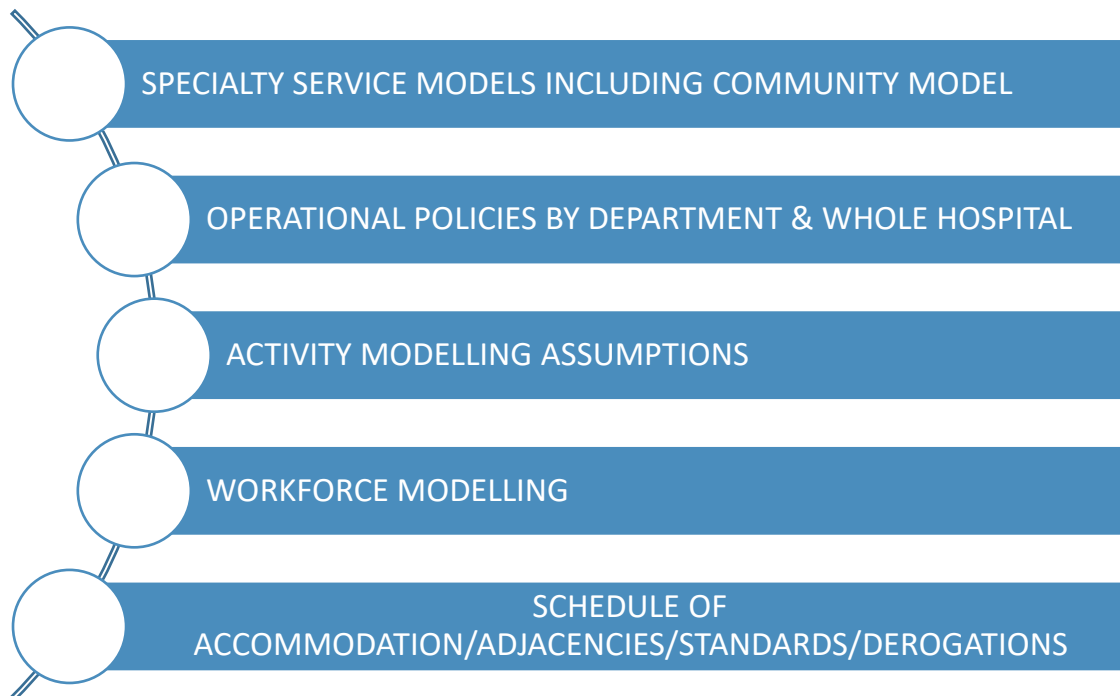 SPECIALTY SERVICE MODELS INCLUDING COMMUNITY MODEL
OPERATIONAL POLICIES BY DEPARTMENT & WHOLE HOSPITAL
ACTIVITY MODELLING ASSUMPTIONS
WORKFORCE MODELLING
SCHEDULE OF
ACCOMMODATION/ADJACENCIES/STANDARDS/DEROGATIONS